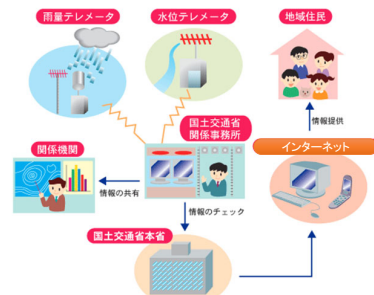 雨量テレメータ
水位テレメータ
地域住民
国土交通省
関係事務所
情報提供
関係機関
インターネット
情報の共有
情報のチェック
国土交通省本省